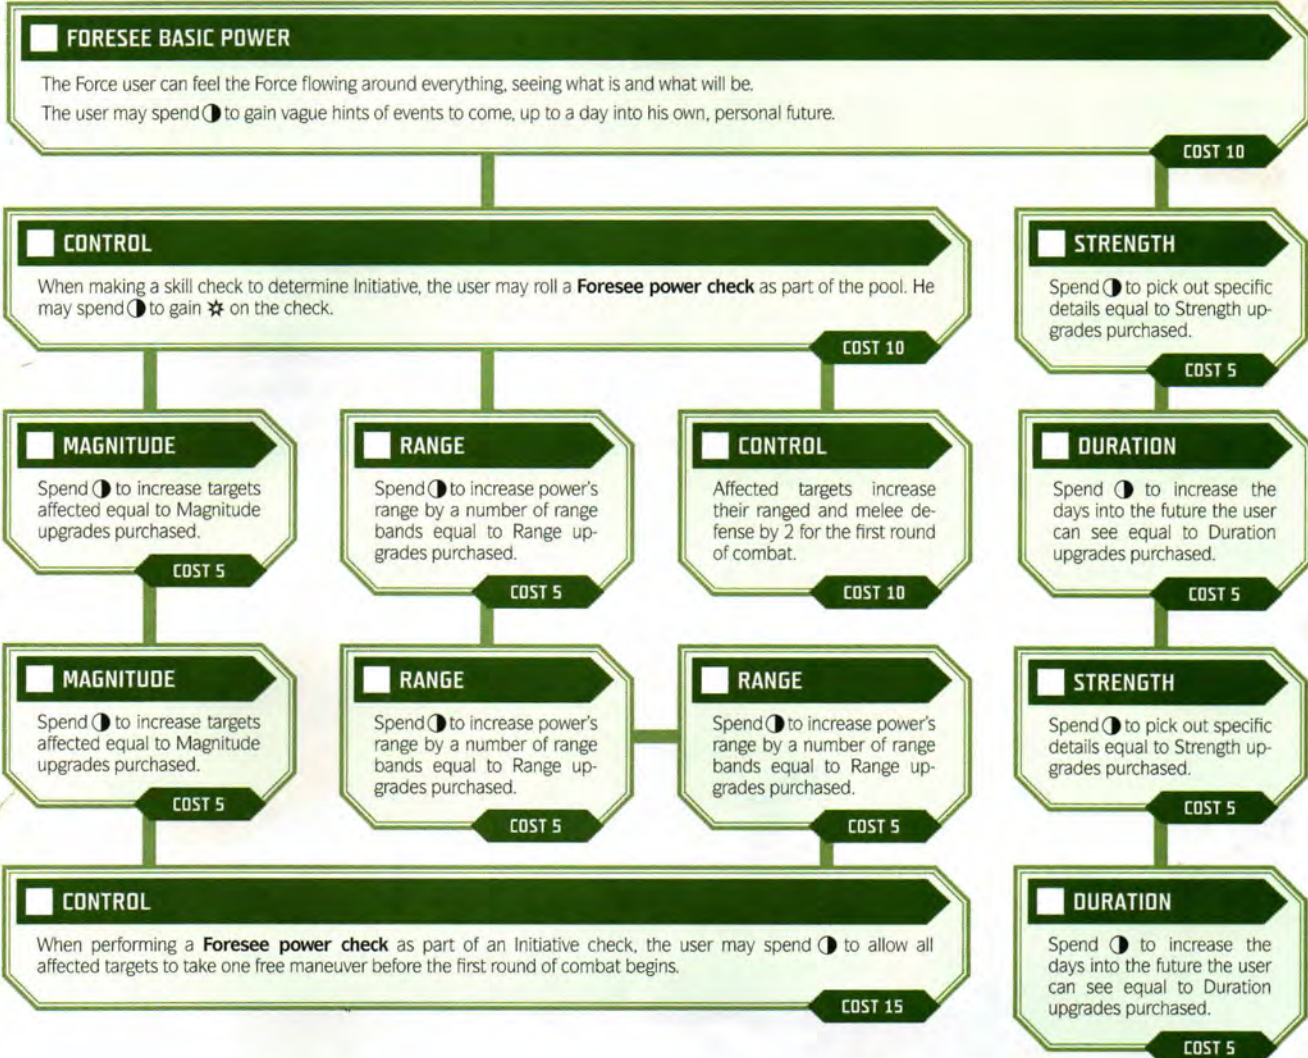 FORESEE BASIC POWER
The Force user can feel the Force flowing around everything, seeing what is and what will be.
The user may spend ◑ to gain vague hints of events to come, up to a day into his own, personal future.
COST 10
CONTROL
When making a skill check to determine Initiative, the user may roll a Foresee power check as part of the pool. He
may spend ◑ to gain ✲ on the check.
COST 10
STRENGTH
Spend ◑ to pick out specific
details equal to Strength up-
grades purchased.
COST 5
MAGNITUDE
Spend ◑ to increase targets
affected equal to Magnitude
upgrades purchased.
COST 5
RANGE
Spend ◑ to increase power's
range by a number of range
bands equal to Range up-
grades purchased.
COST 5
CONTROL
Affected targets increase
their ranged and melee de-
fense by 2 for the first round
of combat.
COST 10
DURATION
Spend ◑ to increase the
days into the future the user
can see equal to Duration
upgrades purchased.
COST 5
MAGNITUDE
Spend ◑ to increase targets
affected equal to Magnitude
upgrades purchased.
COST 5
RANGE
Spend ◑ to increase power's
range by a number of range
bands equal to Range up-
grades purchased.
COST 5
RANGE
Spend ◑ to increase power's
range by a number of range
bands equal to Range up-
grades purchased.
COST 5
STRENGTH
Spend ◑ to pick out specific
details equal to Strength up-
grades purchased.
COST 5
CONTROL
When performing a Foresee power check as part of an Initiative check, the user may spend ◑ to allow all
affected targets to take one free maneuver before the first round of combat begins.
COST 15
DURATION
Spend ◑ to increase the
days into the future the user
can see equal to Duration
upgrades purchased.
COST 5